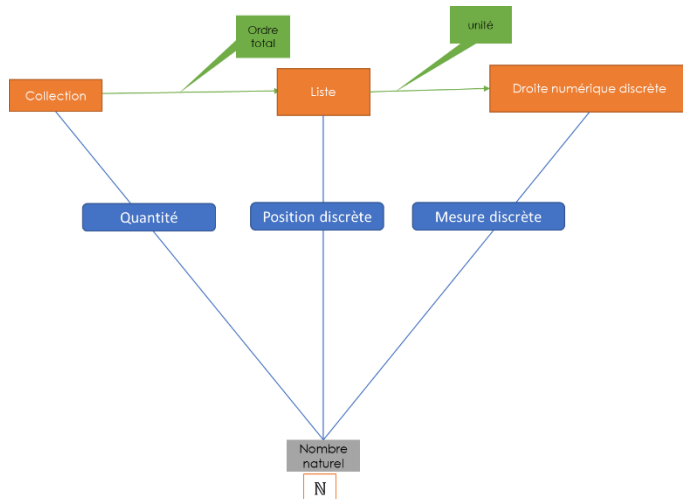 Ordre
total
unité
Collection
Liste
Droite numérique discrète
Quantité
Position discrète
Mesure discrète
Nombre
naturel
ℕ